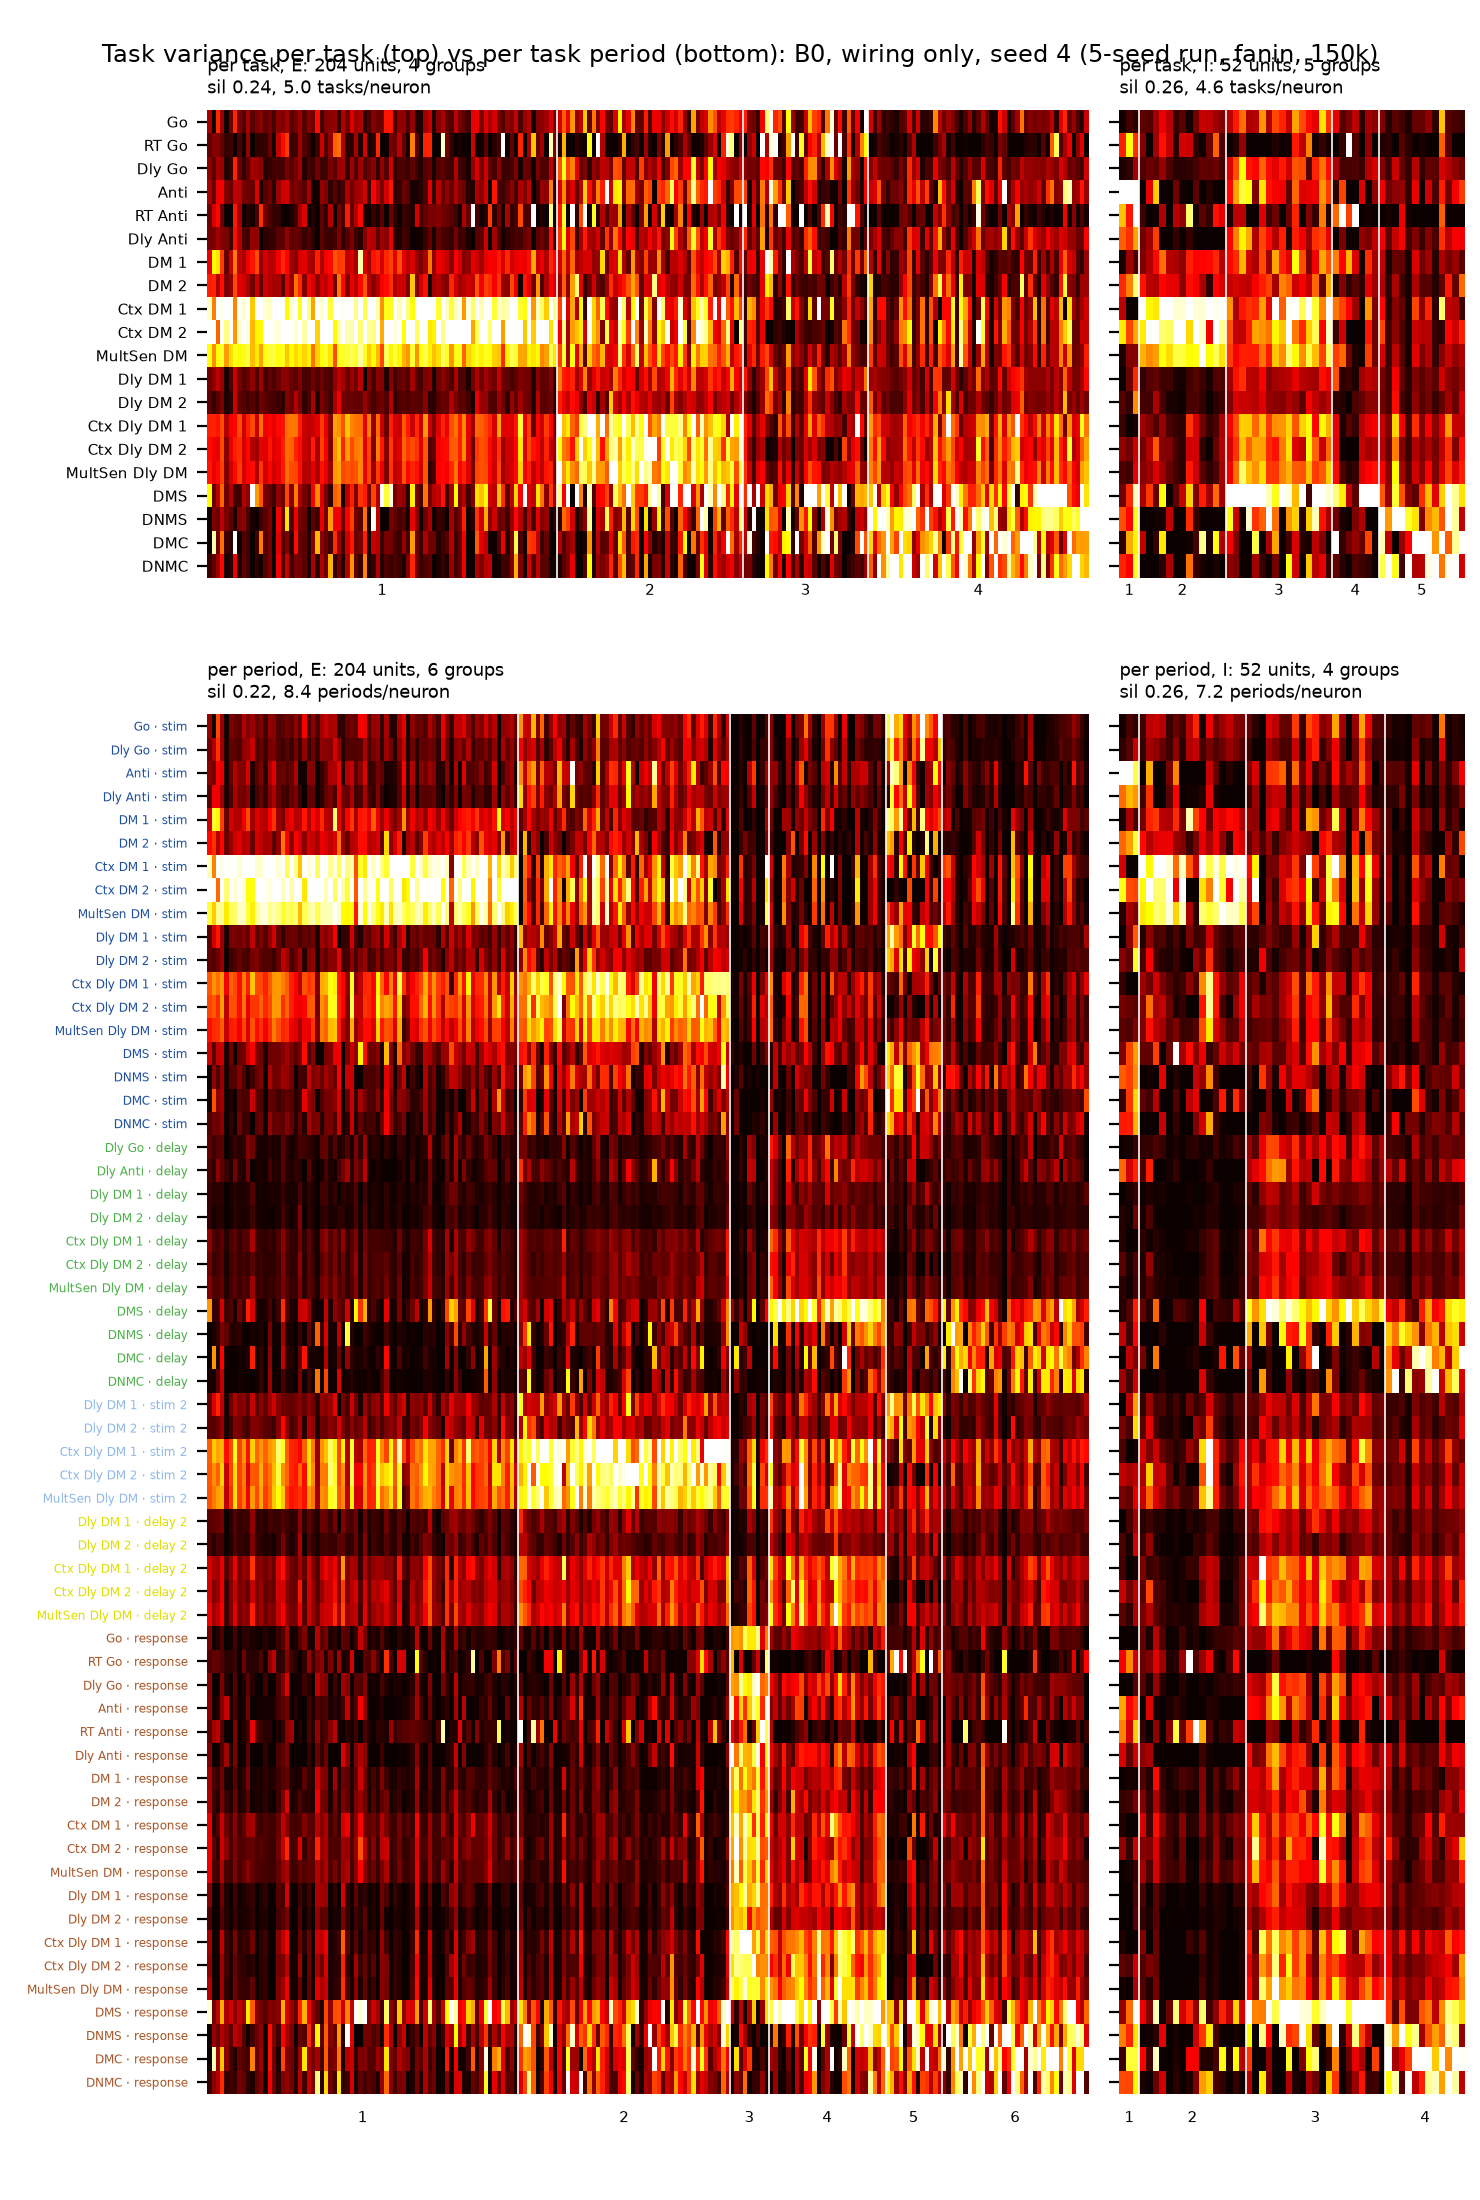 Task variance per task (top) vs per task period (bottom): B0, wiring only, seed 4 (5-seed run, fanin, 150k)
per task, E: 204 units, 4 groups
sil 0.24, 5.0 tasks/neuron
per task, I: 52 units, 5 groups
sil 0.26, 4.6 tasks/neuron
Go
RT Go
Dly Go
Anti
RT Anti
Dly Anti
DM 1
DM 2
Ctx DM 1
Ctx DM 2
MultSen DM
Dly DM 1
Dly DM 2
Ctx Dly DM 1
Ctx Dly DM 2
MultSen Dly DM
DMS
DNMS
DMC
DNMC
1 2 3 4
1 2 3 4 5
per period, E: 204 units, 6 groups
sil 0.22, 8.4 periods/neuron
per period, I: 52 units, 4 groups
sil 0.26, 7.2 periods/neuron
Go · stim
Dly Go · stim
Anti · stim
Dly Anti · stim
DM 1 · stim
DM 2 · stim
Ctx DM 1 · stim
Ctx DM 2 · stim
MultSen DM · stim
Dly DM 1 · stim
Dly DM 2 · stim
Ctx Dly DM 1 · stim
Ctx Dly DM 2 · stim
MultSen Dly DM · stim
DMS · stim
DNMS · stim
DMC · stim
DNMC · stim
Dly Go · delay
Dly Anti · delay
Dly DM 1 · delay
Dly DM 2 · delay
Ctx Dly DM 1 · delay
Ctx Dly DM 2 · delay
MultSen Dly DM · delay
DMS · delay
DNMS · delay
DMC · delay
DNMC · delay
Dly DM 1 · stim 2
Dly DM 2 · stim 2
Ctx Dly DM 1 · stim 2
Ctx Dly DM 2 · stim 2
MultSen Dly DM · stim 2
Dly DM 1 · delay 2
Dly DM 2 · delay 2
Ctx Dly DM 1 · delay 2
Ctx Dly DM 2 · delay 2
MultSen Dly DM · delay 2
Go · response
RT Go · response
Dly Go · response
Anti · response
RT Anti · response
Dly Anti · response
DM 1 · response
DM 2 · response
Ctx DM 1 · response
Ctx DM 2 · response
MultSen DM · response
Dly DM 1 · response
Dly DM 2 · response
Ctx Dly DM 1 · response
Ctx Dly DM 2 · response
MultSen Dly DM · response
DMS · response
DNMS · response
DMC · response
DNMC · response
1 2 3 4 5 6
1 2 3 4